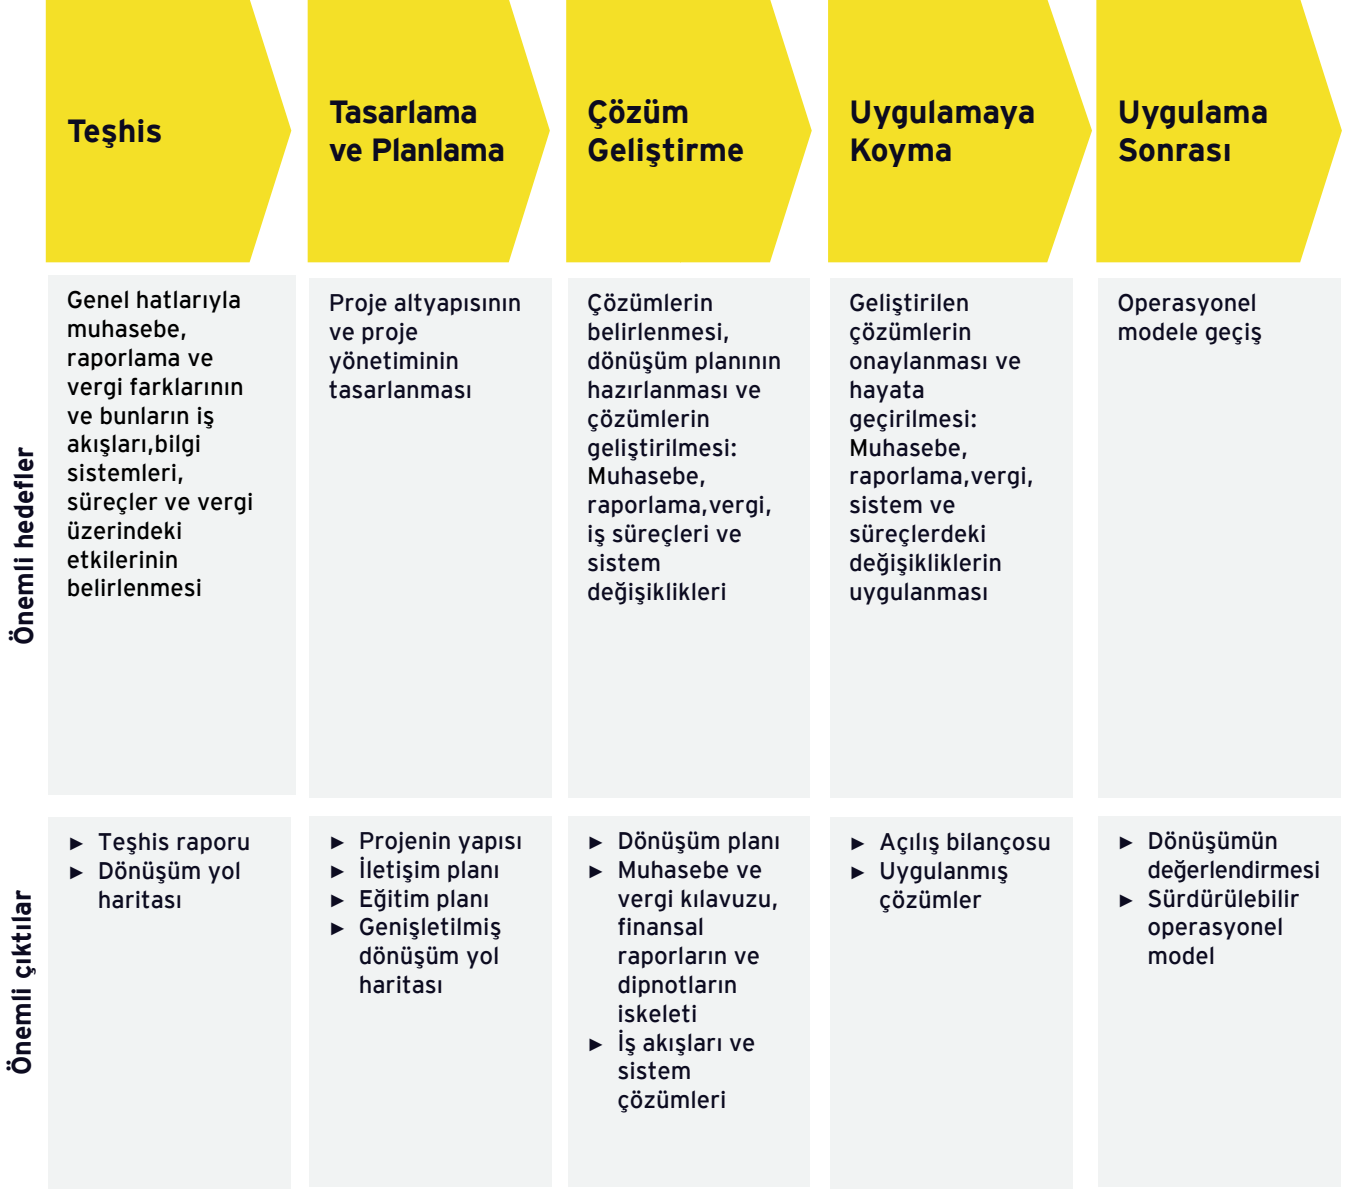 Teşhis
Tasarlama
ve Planlama
Çözüm
Geliştirme
Uygulamaya
Koyma
Uygulama
Sonrası
Önemli hedefler
Genel hatlarıyla
muhasebe,
raporlama ve
vergi farklarının
ve bunların iş
akışları,bilgi
sistemleri,
süreçler ve vergi
üzerindeki
etkilerinin
belirlenmesi
Proje altyapısının
ve proje
yönetiminin
tasarlanması
Çözümlerin
belirlenmesi,
dönüşüm planının
hazırlanması ve
çözümlerin
geliştirilmesi:
Muhasebe,
raporlama,vergi,
iş süreçleri ve
sistem
değişiklikleri
Geliştirilen
çözümlerin
onaylanması ve
hayata
geçirilmesi:
Muhasebe,
raporlama,vergi,
sistem ve
süreçlerdeki
değişikliklerin
uygulanması
Operasyonel
modele geçiş
Önemli çıktılar
► Teşhis raporu
► Dönüşüm yol
haritası
► Projenin yapısı
► İletişim planı
► Eğitim planı
► Genişletilmiş
dönüşüm yol
haritası
► Dönüşüm planı
► Muhasebe ve
vergi kılavuzu,
finansal
raporların ve
dipnotların
iskeleti
► İş akışları ve
sistem
çözümleri
► Açılış bilançosu
► Uygulanmış
çözümler
► Dönüşümün
değerlendirmesi
► Sürdürülebilir
operasyonel
model